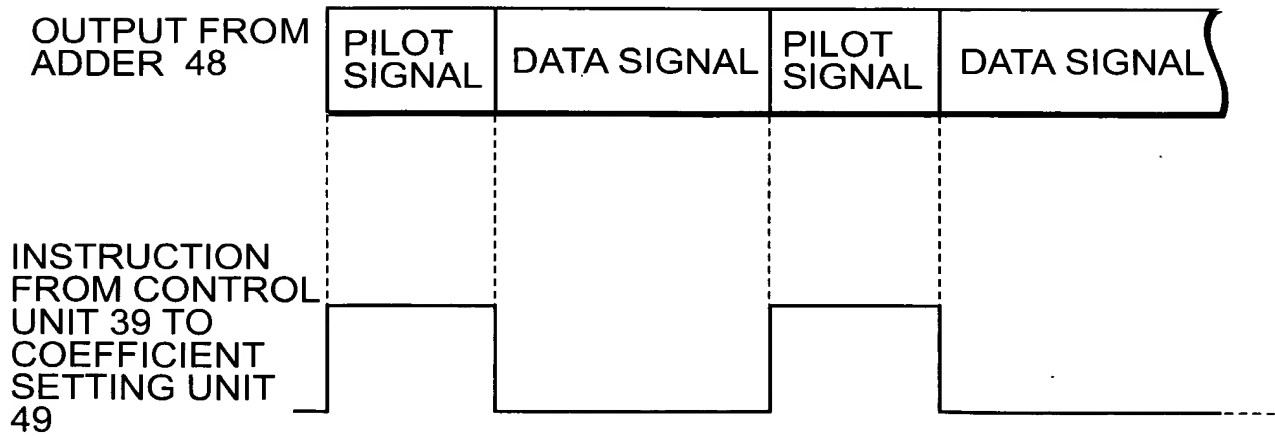 OUTPUT FROM
ADDER 48
PILOT
SIGNAL
DATA SIGNAL
PILOT
SIGNAL
DATA SIGNAL
INSTRUCTION
FROM CONTROL
UNIT 39 TO
COEFFICIENT
SETTING UNIT
49